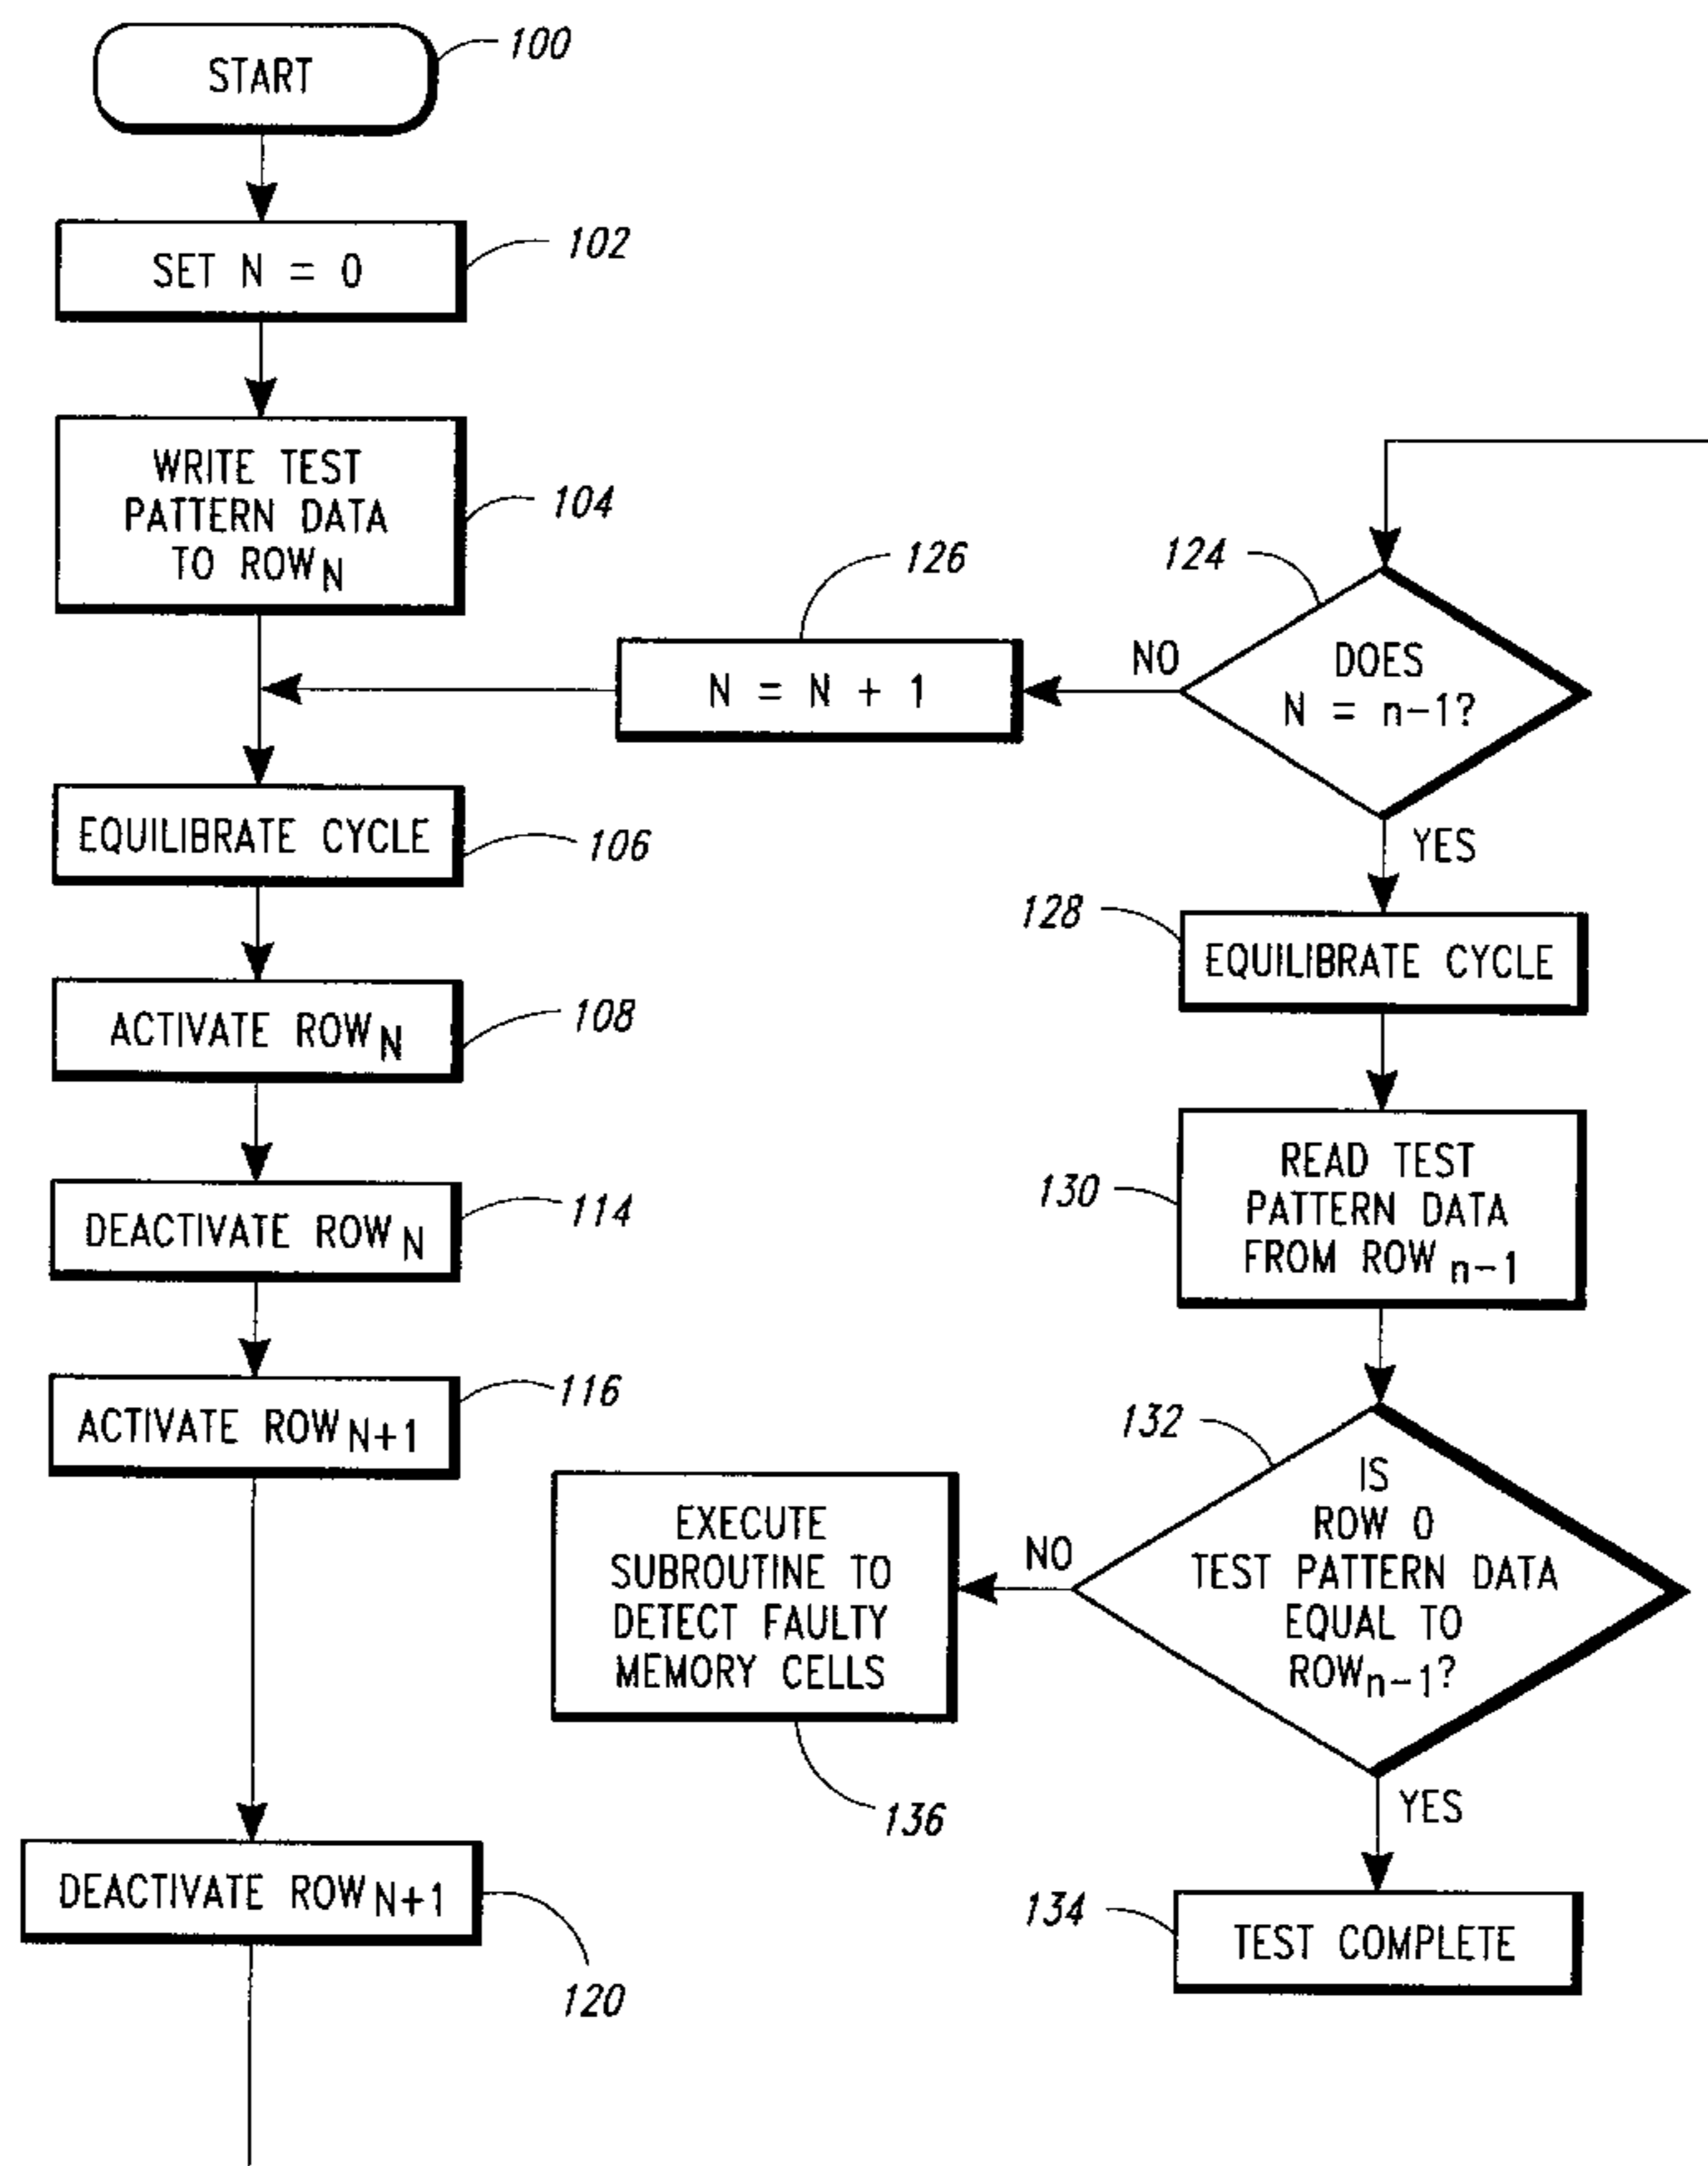 START
100
SET N = 0
102
WRITE TEST
PATTERN DATA
TO ROW N
104
EQUILIBRATE CYCLE
106
ACTIVATE ROW N
108
DEACTIVATE ROW N
114
ACTIVATE ROW N+1
116
DEACTIVATE ROW N+1
120
124
DOES
N = n-1?
NO
126
N = N + 1
YES
128
EQUILIBRATE CYCLE
130
READ TEST
PATTERN DATA
FROM ROW n-1
132
IS
ROW 0
TEST PATTERN DATA
EQUAL TO
ROW n-1?
NO
EXECUTE
SUBROUTINE TO
DETECT FAULTY
MEMORY CELLS
136
YES
134
TEST COMPLETE